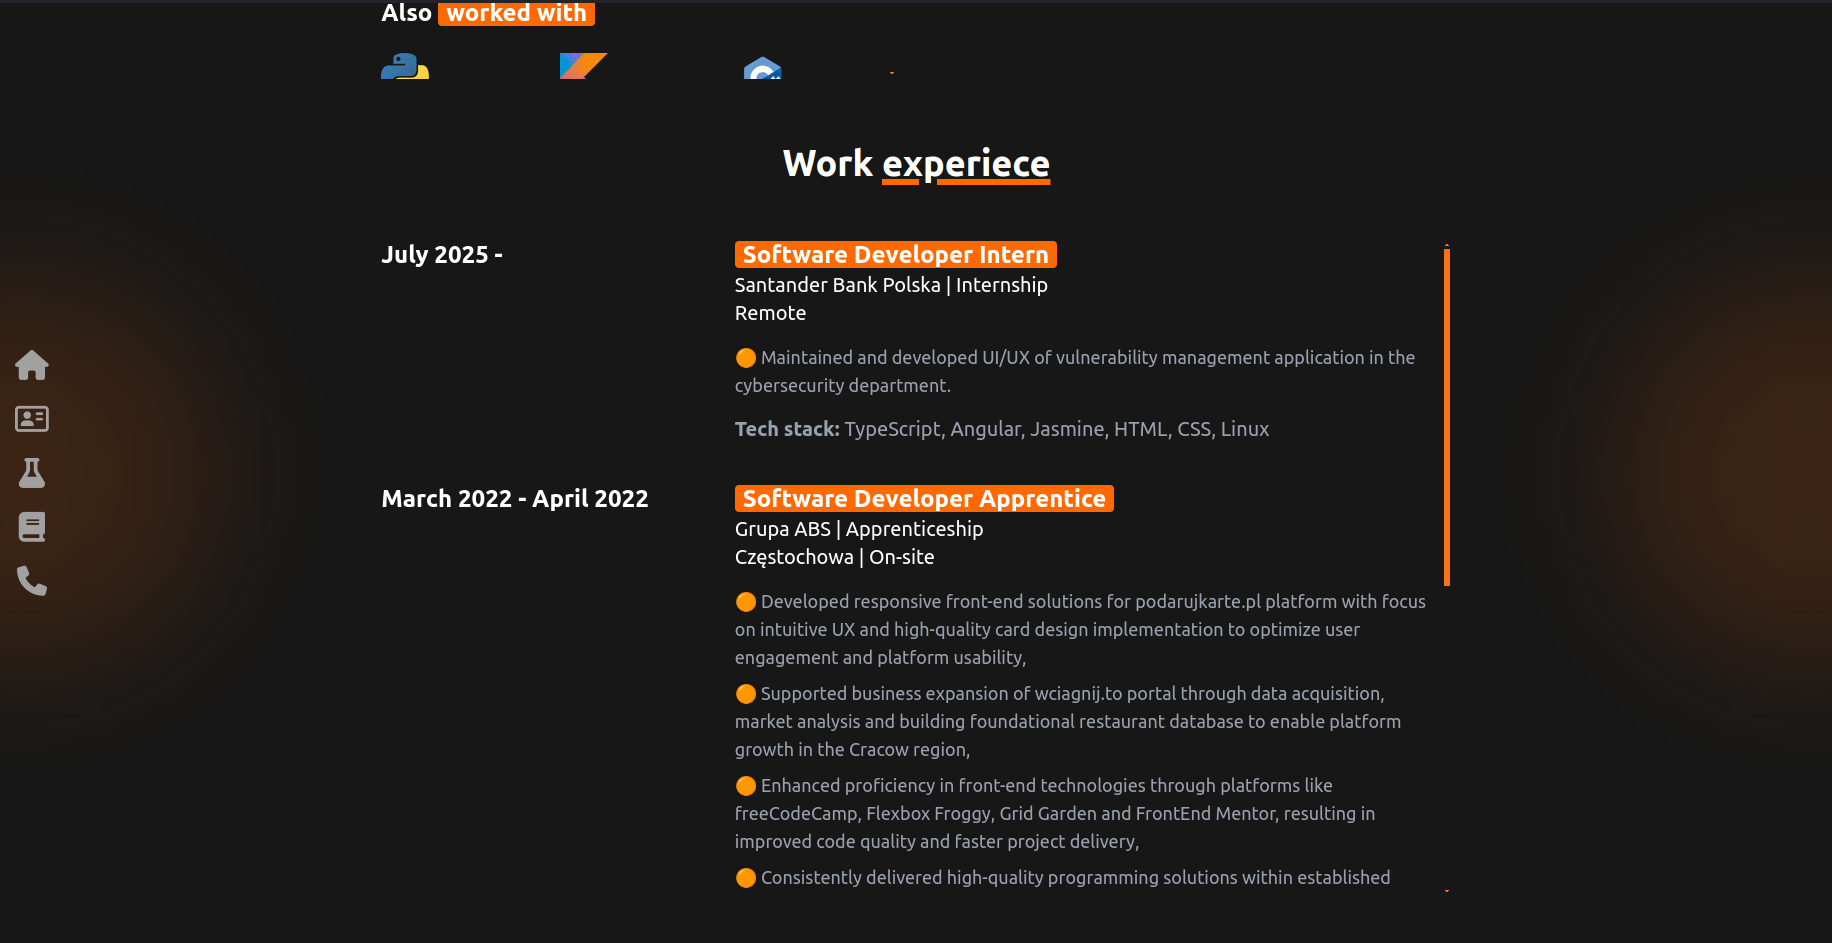 Also worked with
Work experiece
July 2025 -
Software Developer Intern
Santander Bank Polska | Internship
Remote
🟠 Maintained and developed UI/UX of vulnerability management application in the
cybersecurity department.
Tech stack: TypeScript, Angular, Jasmine, HTML, CSS, Linux
March 2022 - April 2022
Software Developer Apprentice
Grupa ABS | Apprenticeship
Częstochowa | On-site
🟠 Developed responsive front-end solutions for podarujkarte.pl platform with focus
on intuitive UX and high-quality card design implementation to optimize user
engagement and platform usability,
🟠 Supported business expansion of wciagnij.to portal through data acquisition,
market analysis and building foundational restaurant database to enable platform
growth in the Cracow region,
🟠 Enhanced proficiency in front-end technologies through platforms like
freeCodeCamp, Flexbox Froggy, Grid Garden and FrontEnd Mentor, resulting in
improved code quality and faster project delivery,
🟠 Consistently delivered high-quality programming solutions within established